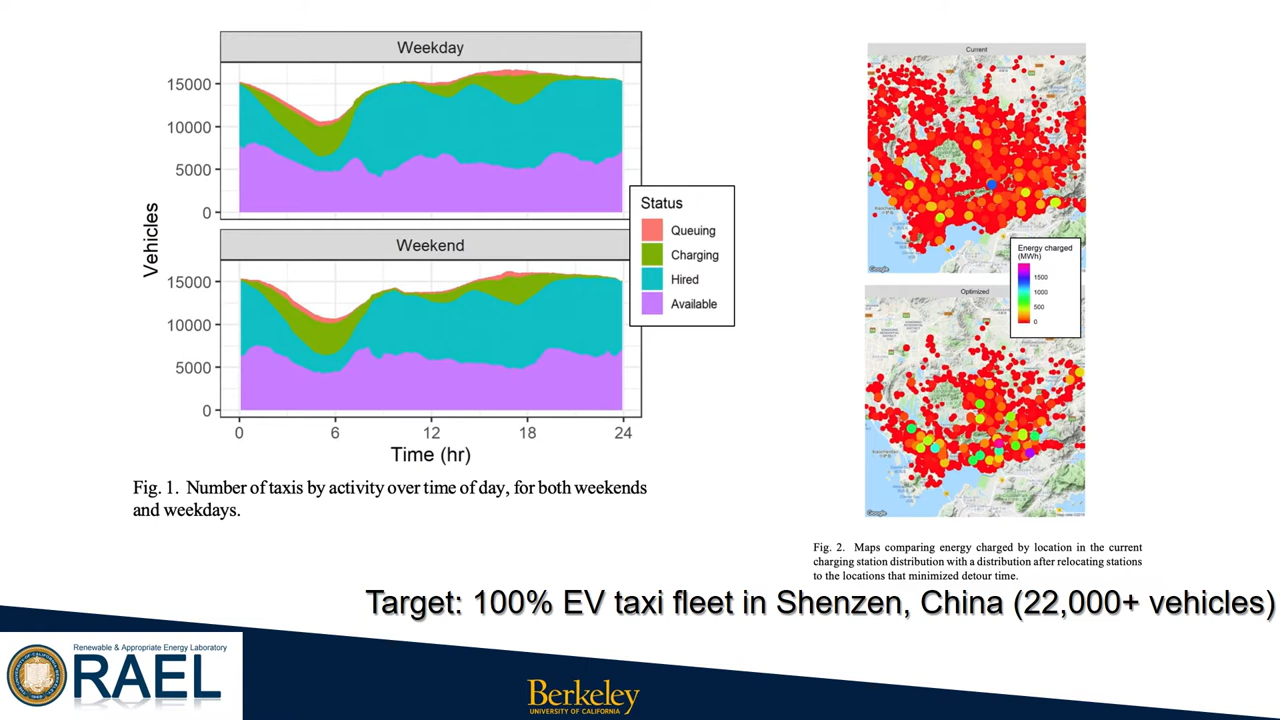 Weekday
15000
10000
5000
0
Vehicles
Weekend
15000
10000
5000
0
0 6 12 18 24
Time (hr)
Status
Queuing
Charging
Hired
Available
Fig. 1. Number of taxis by activity over time of day, for both weekends
and weekdays.
Current
Google
Energy charged
(MWh)
1500
1000
500
0
Optimized
Google
Fig. 2. Maps comparing energy charged by location in the current
charging station distribution with a distribution after relocating stations
to the locations that minimized detour time.
Target: 100% EV taxi fleet in Shenzen, China (22,000+ vehicles)
Renewable & Appropriate Energy Laboratory
RAEL
Berkeley
UNIVERSITY OF CALIFORNIA